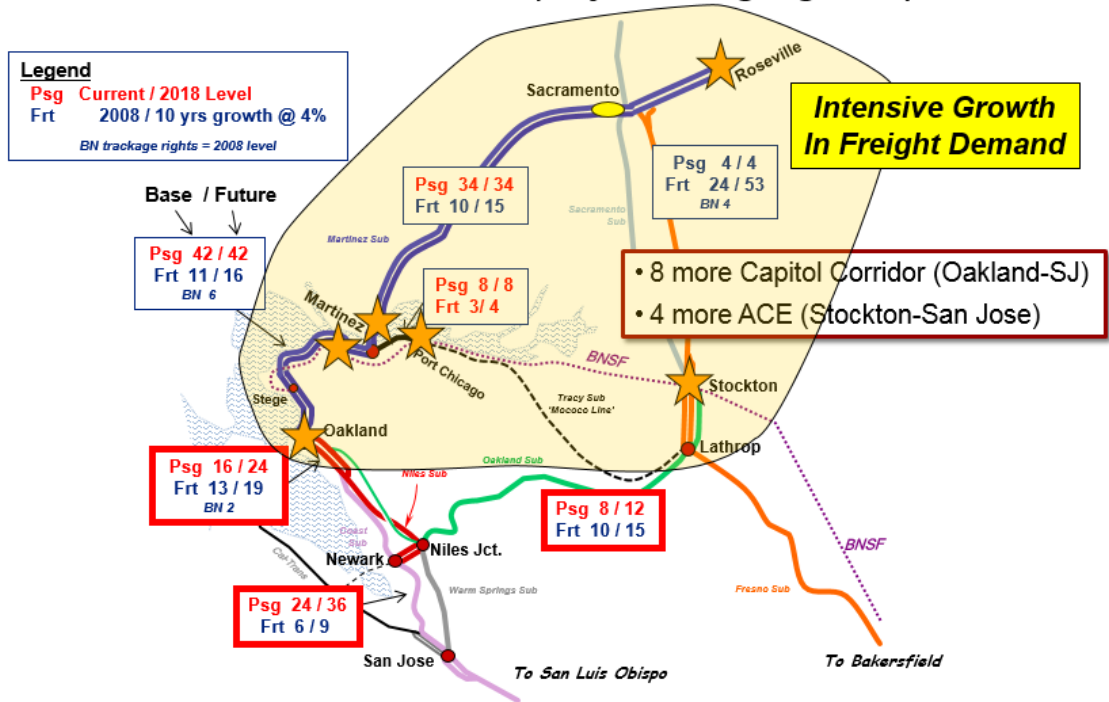 Legend
Psg Current / 2018 Level
Frt 2008 / 10 yrs growth @ 4%
BN trackage rights = 2008 level
Roseville
Sacramento
Intensive Growth
In Freight Demand
Psg 4 / 4
Frt 24 / 53
BN 4
Psg 34 / 34
Frt 10 / 15
Base / Future
Sacramento
Sub
Martinez Sub
Psg 42 / 42
Frt 11 / 16
BN 6
• 8 more Capitol Corridor (Oakland-SJ)
• 4 more ACE (Stockton-San Jose)
Psg 8 / 8
Frt 3/ 4
Martinez
Port Chicago
BNSF
Stockton
Stege
Tracy Sub
'Mococo Line'
Oakland
Lathrop
Psg 16 / 24
Frt 13 / 19
BN 2
Niles Sub
Oakland Sub
Psg 8 / 12
Frt 10 / 15
Coast
Sub
Niles Jct.
Newark
BNSF
Cal-Trans
Warm Springs Sub
Fresno Sub
Psg 24 / 36
Frt 6 / 9
San Jose
To San Luis Obispo
To Bakersfield